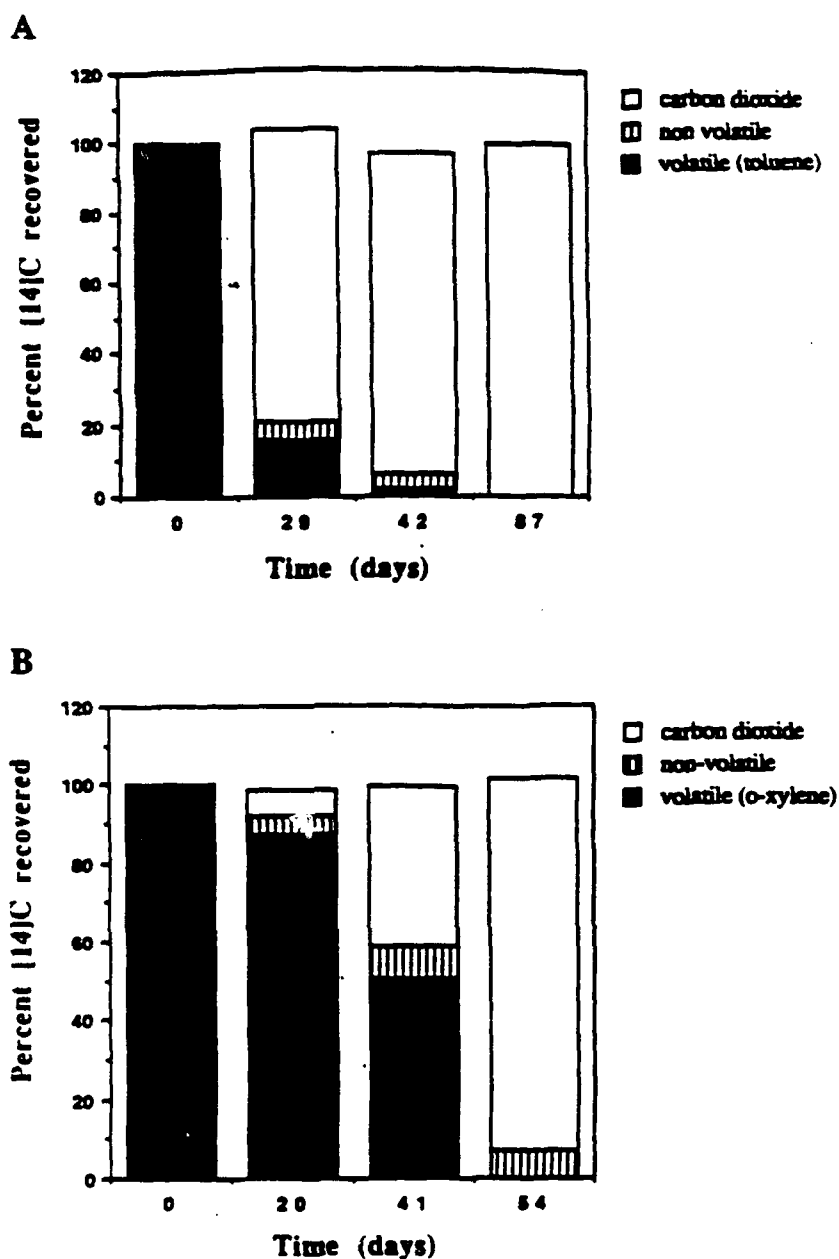 A
120
100
80
60
40
20
0
Percent [14]C recovered
0 29 42 87
Time (days)
carbon dioxide
non volatile
volatile (toluene)
B
120
100
80
60
40
20
0
Percent [14]C recovered
0 20 41 54
Time (days)
carbon dioxide
non-volatile
volatile (o-xylene)